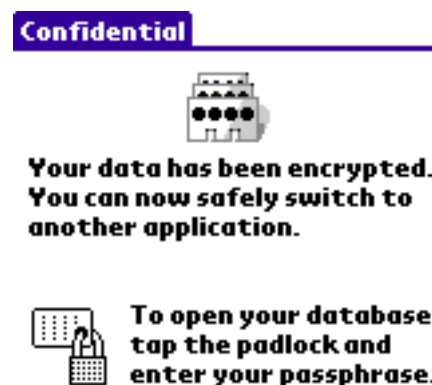 Confidential
Your data has been encrypted.
You can now safely switch to
another application.
To open your database
tap the padlock and
enter your passphrase.